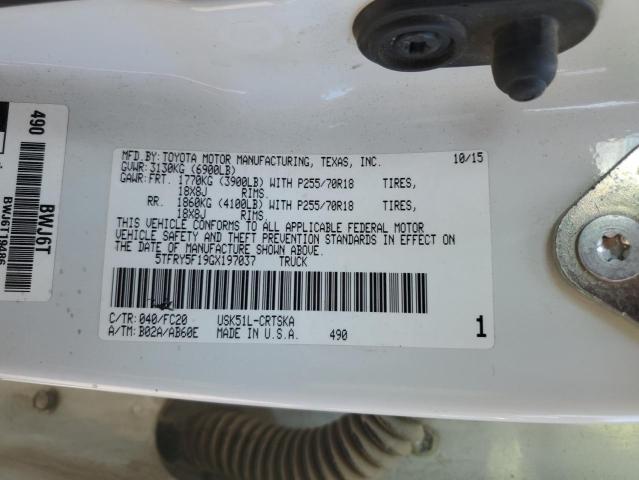 MFD. BY: TOYOTA MOTOR MANUFACTURING, TEXAS, INC. 10/15
GVWR: 3130KG (6900LB)
GAWR: FRT. 1770KG (3900LB) WITH P255/70R18 TIRES,
18X8J RIMS
RR. 1860KG (4100LB) WITH P255/70R18 TIRES,
18X8J RIMS
THIS VEHICLE CONFORMS TO ALL APPLICABLE FEDERAL MOTOR
VEHICLE SAFETY AND THEFT PREVENTION STANDARDS IN EFFECT ON
THE DATE OF MANUFACTURE SHOWN ABOVE.
5TFRY5F19GX197037 TRUCK
C/TR: 040/FC20 USK51L-CRTSKA
A/TM: B02A/AB60E MADE IN U.S.A. 490
1
490
BWJ6T
BWJ6T19486